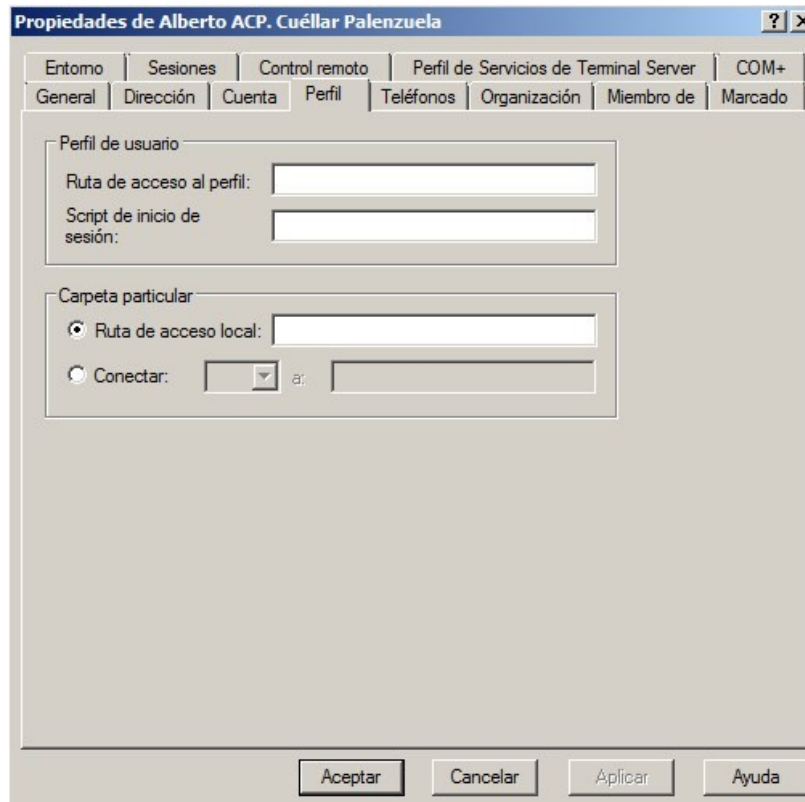 Propiedades de Alberto ACP. Cuéllar Palenzuela
Entorno Sesiones Control remoto Perfil de Servicios de Terminal Server COM+
General Dirección Cuenta Perfil Teléfonos Organización Miembro de Marcado
Perfil de usuario
Ruta de acceso al perfil:
Script de inicio de
sesión:
Carpeta particular
Ruta de acceso local:
Conectar: a:
Aceptar Cancelar Aplicar Ayuda